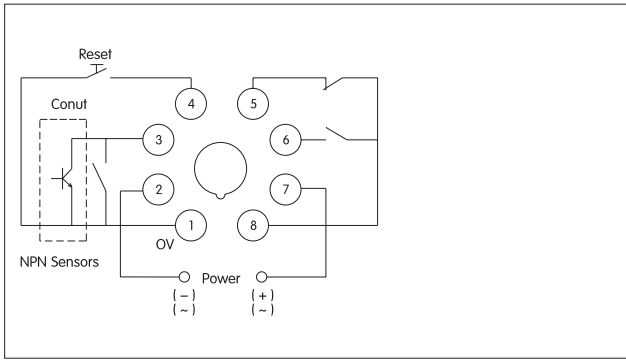 Reset
4
5
Conut
3
6
2
7
1
8
OV
NPN Sensors
Power
(−)
(+)
(~)
(~)